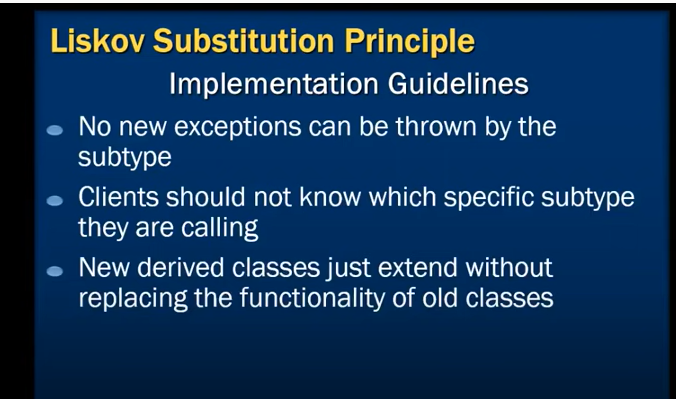 Liskov Substitution Principle
Implementation Guidelines
No new exceptions can be thrown by the
subtype
Clients should not know which specific subtype
they are calling
New derived classes just extend without
replacing the functionality of old classes